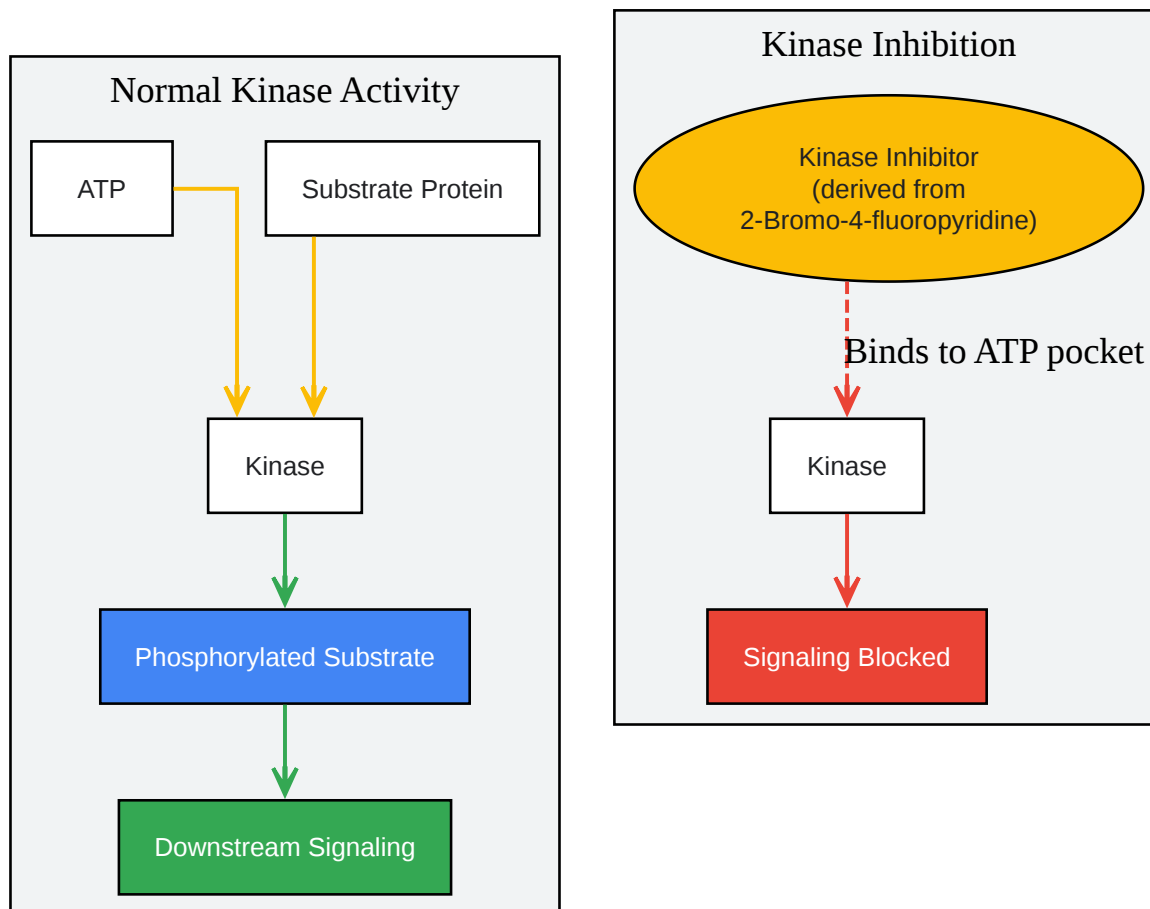 Normal Kinase Activity
ATP
Substrate Protein
Kinase
Phosphorylated Substrate
Downstream Signaling
Kinase Inhibition
Kinase Inhibitor
(derived from
2-Bromo-4-fluoropyridine)
Binds to ATP pocket
Kinase
Signaling Blocked